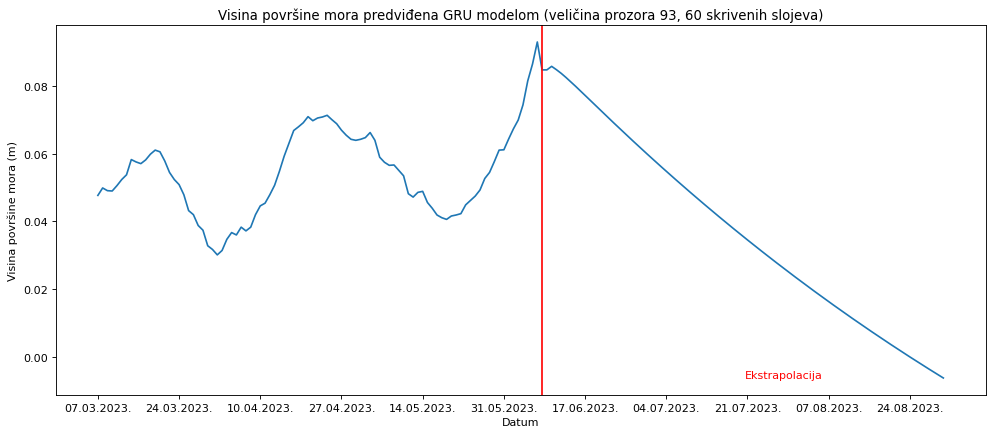 Visina površine mora predviđena GRU modelom (veličina prozora 93, 60 skrivenih slojeva)
Visina površine mora (m)
0.08
0.06
0.04
0.02
0.00
Ekstrapolacija
07.03.2023. 24.03.2023. 10.04.2023. 27.04.2023. 14.05.2023. 31.05.2023. 17.06.2023. 04.07.2023. 21.07.2023. 07.08.2023. 24.08.2023.
Datum